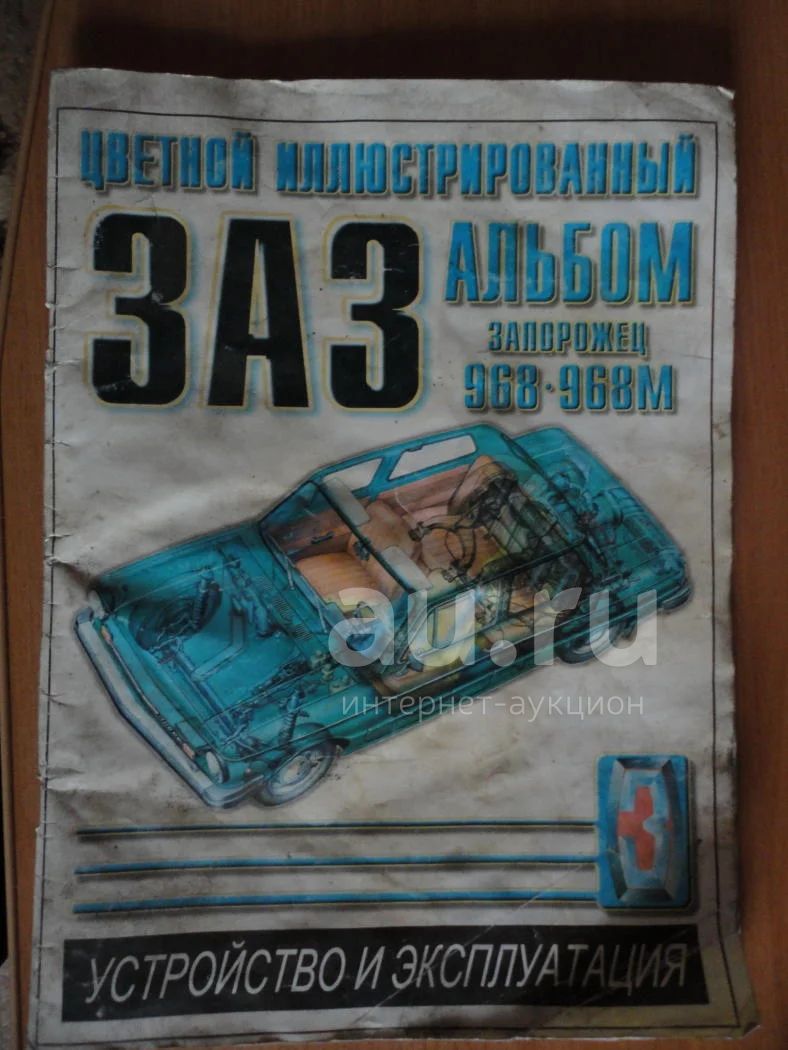 ЦВЕТНОЙ ИЛЛЮСТРИРОВАННЫЙ
ЗАЗ
АЛЬБОМ
ЗАПОРОЖЕЦ
968·968М
au.ru
интернет-аукцион
УСТРОЙСТВО И ЭКСПЛУАТАЦИЯ